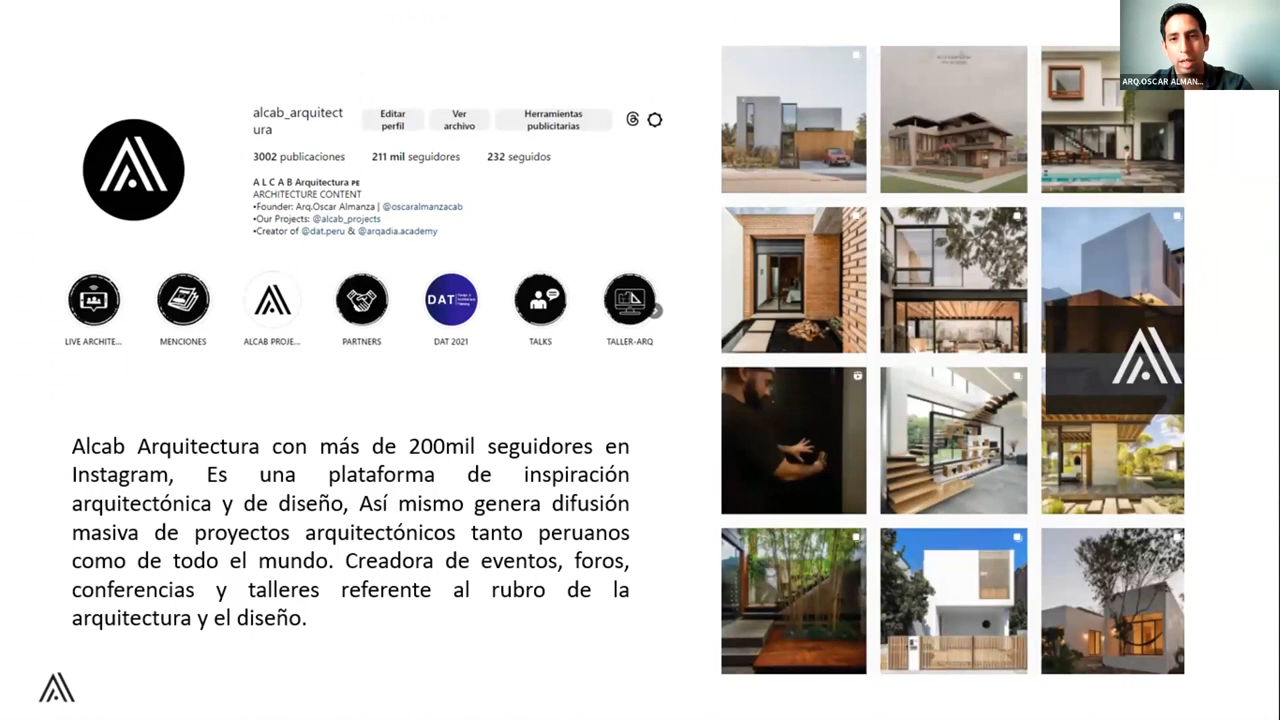 alcab_arquitect
ura
Editar
perfil
Ver
archivo
Herramientas
publicitarias
3002 publicaciones 211 mil seguidores 232 seguidos
A L C A B Arquitectura PE
ARCHITECTURE CONTENT
•Founder: Arq.Oscar Almanza | @oscaralmanzacab
•Our Projects: @alcab_projects
•Creator of @dat.peru & @arqadia.academy
DAT
LIVE ARCHITE... MENCIONES ALCAB PROJE... PARTNERS DAT 2021 TALKS TALLER-ARQ
Alcab Arquitectura con más de 200mil seguidores en
Instagram, Es una plataforma de inspiración
arquitectónica y de diseño, Así mismo genera difusión
masiva de proyectos arquitectónicos tanto peruanos
como de todo el mundo. Creadora de eventos, foros,
conferencias y talleres referente al rubro de la
arquitectura y el diseño.
ARQ.OSCAR ALMAN...